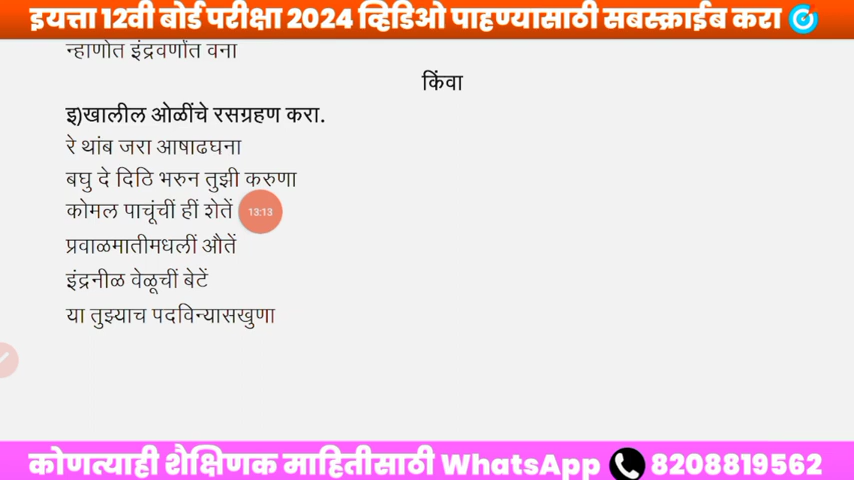 इयत्ता 12वी बोर्ड परीक्षा 2024 व्हिडिओ पाहण्यासाठी सबस्क्राईब करा
न्हाणोत इंद्रवर्णांत वना
किंवा
इ)खालील ओळींचे रसग्रहण करा.
रे थांब जरा आषाढघना
बघु दे दिठि भरुन तुझी करुणा
कोमल पाचूंचीं हीं शेतें
13:13
प्रवाळमातीमधलीं औतें
इंद्रनीळ वेळूचीं बेटें
या तुझ्याच पदविन्यासखुणा
कोणत्याही शैक्षिणक माहितीसाठी WhatsApp 8208819562